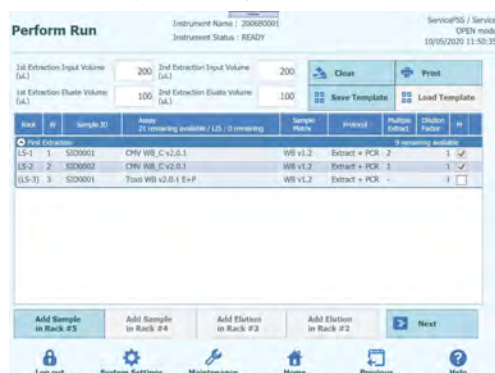 Perform Run
Instrument Name : 200680001
Instrument Status : READY
ServicePSS / Service
OPEN mode
10/05/2020 11:50:35
1st Extraction Input Volume (uL)
200
2nd Extraction Input Volume (uL)
200
Clear
Print
1st Extraction Eluate Volume (uL)
100
2nd Extraction Eluate Volume (uL)
100
Save Template
Load Template
Rack # Sample ID Assay Sample Matrix Protocol Multiple Extract Dilution Factor M
21 remaining available / LIS : 0 remaining
First Extraction
9 remaining available
LS-1 1 SID0001 CMV WB_C v2.0.1 WB v1.2 Extract + PCR 2 1
LS-2 2 SID0002 CMV WB_C v2.0.1 WB v1.2 Extract + PCR 1 1
(LS-3) 3 SID0001 Toxo WB v2.0.1 E+P WB v1.2 Extract + PCR - 1
Add Sample in Rack #5
Add Sample in Rack #4
Add Elution in Rack #3
Add Elution in Rack #2
Next
Log out
System Settings
Maintenance
Home
Previous
Help